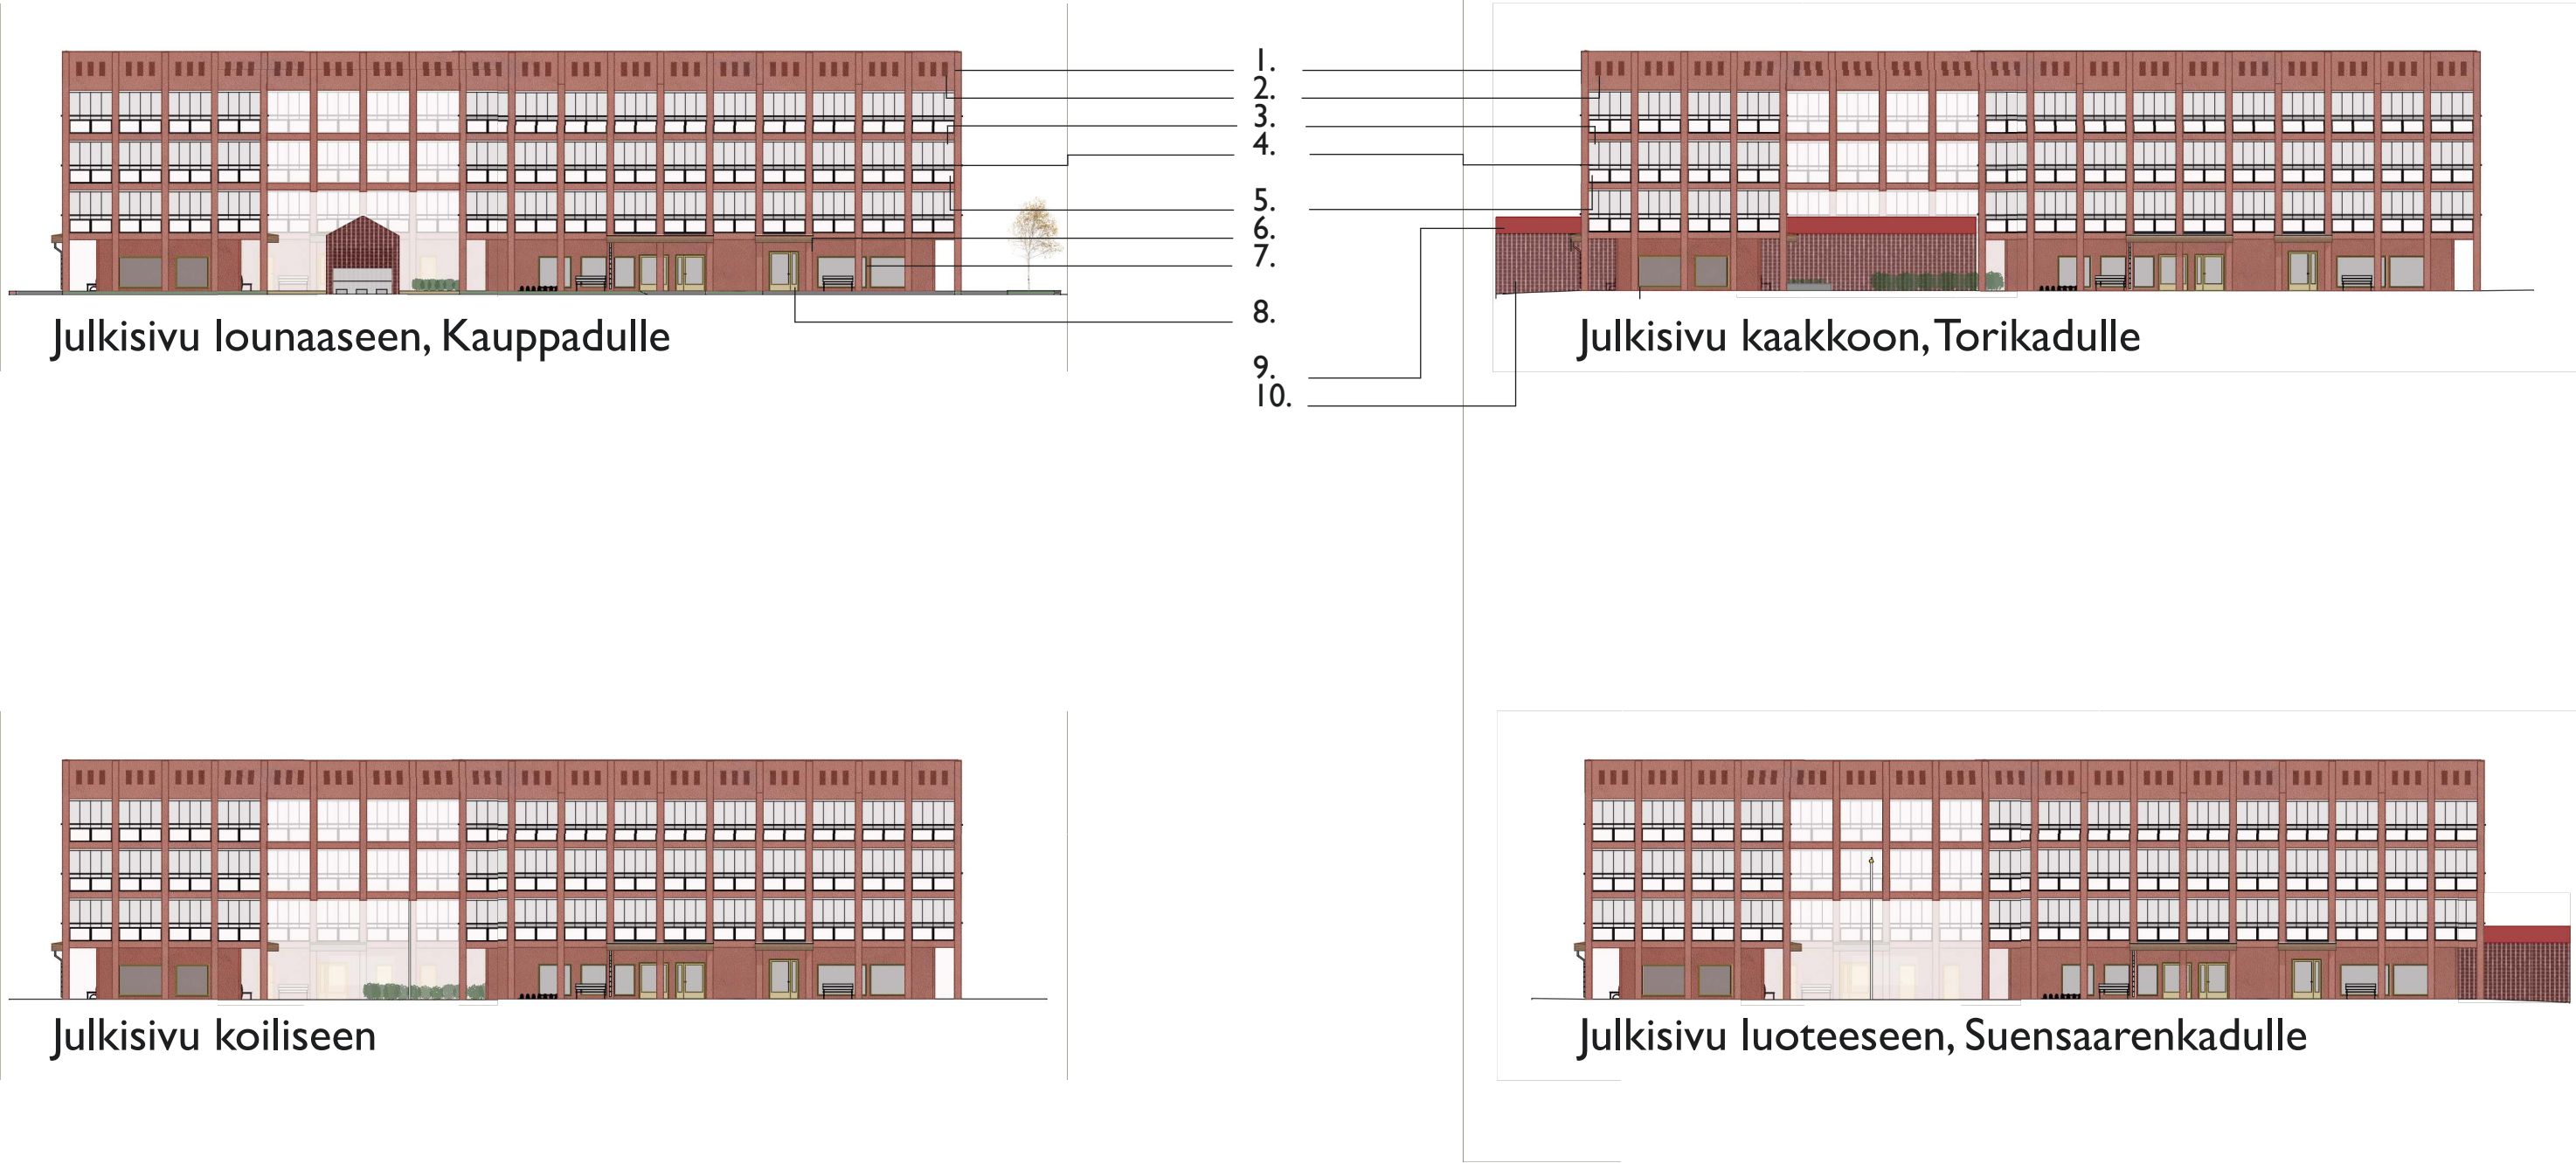 1.
2.
3.
4.
5.
6.
7.
8.
9.
10.
Julkisivu lounaaseen, Kauppadulle
Julkisivu kaakkoon, Torikadulle
Julkisivu koiliseen
Julkisivu luoteeseen, Suensaarenkadulle